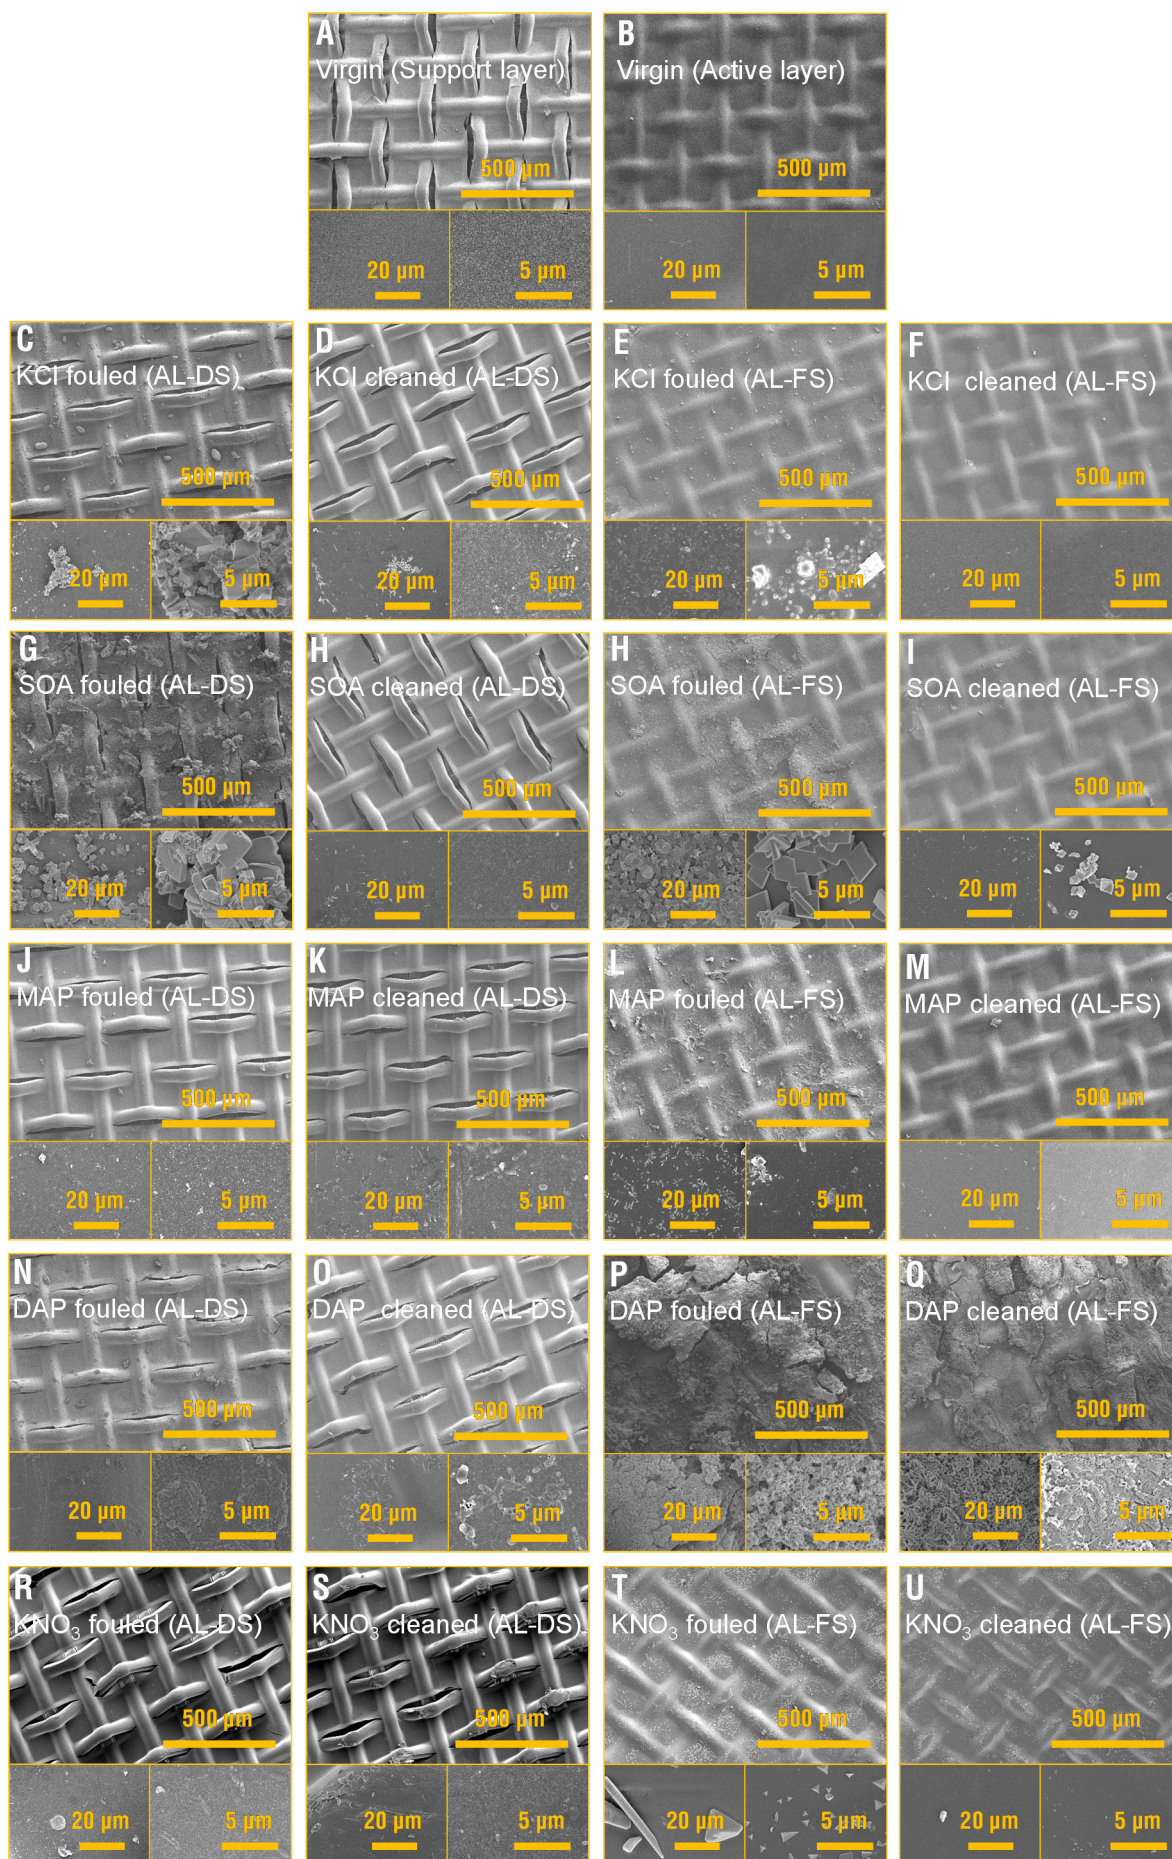 A
Virgin (Support layer)
500 µm
20 µm
5 µm
B
Virgin (Active layer)
500 µm
20 µm
5 µm
C
KCl fouled (AL-DS)
500 µm
20 µm
5 µm
D
KCl cleaned (AL-DS)
500 µm
20 µm
5 µm
E
KCl fouled (AL-FS)
500 µm
20 µm
5 µm
F
KCl cleaned (AL-FS)
500 µm
20 µm
5 µm
G
SOA fouled (AL-DS)
500 µm
20 µm
5 µm
H
SOA cleaned (AL-DS)
500 µm
20 µm
5 µm
H
SOA fouled (AL-FS)
500 µm
20 µm
5 µm
I
SOA cleaned (AL-FS)
500 µm
20 µm
5 µm
J
MAP fouled (AL-DS)
500 µm
20 µm
5 µm
K
MAP cleaned (AL-DS)
500 µm
20 µm
5 µm
L
MAP fouled (AL-FS)
500 µm
20 µm
5 µm
M
MAP cleaned (AL-FS)
500 µm
20 µm
5 µm
N
DAP fouled (AL-DS)
500 µm
20 µm
5 µm
O
DAP cleaned (AL-DS)
500 µm
20 µm
5 µm
P
DAP fouled (AL-FS)
500 µm
20 µm
5 µm
Q
DAP cleaned (AL-FS)
500 µm
20 µm
5 µm
R
KNO₃ fouled (AL-DS)
500 µm
20 µm
5 µm
S
KNO₃ cleaned (AL-DS)
500 µm
20 µm
5 µm
T
KNO₃ fouled (AL-FS)
500 µm
20 µm
5 µm
U
KNO₃ cleaned (AL-FS)
500 µm
20 µm
5 µm